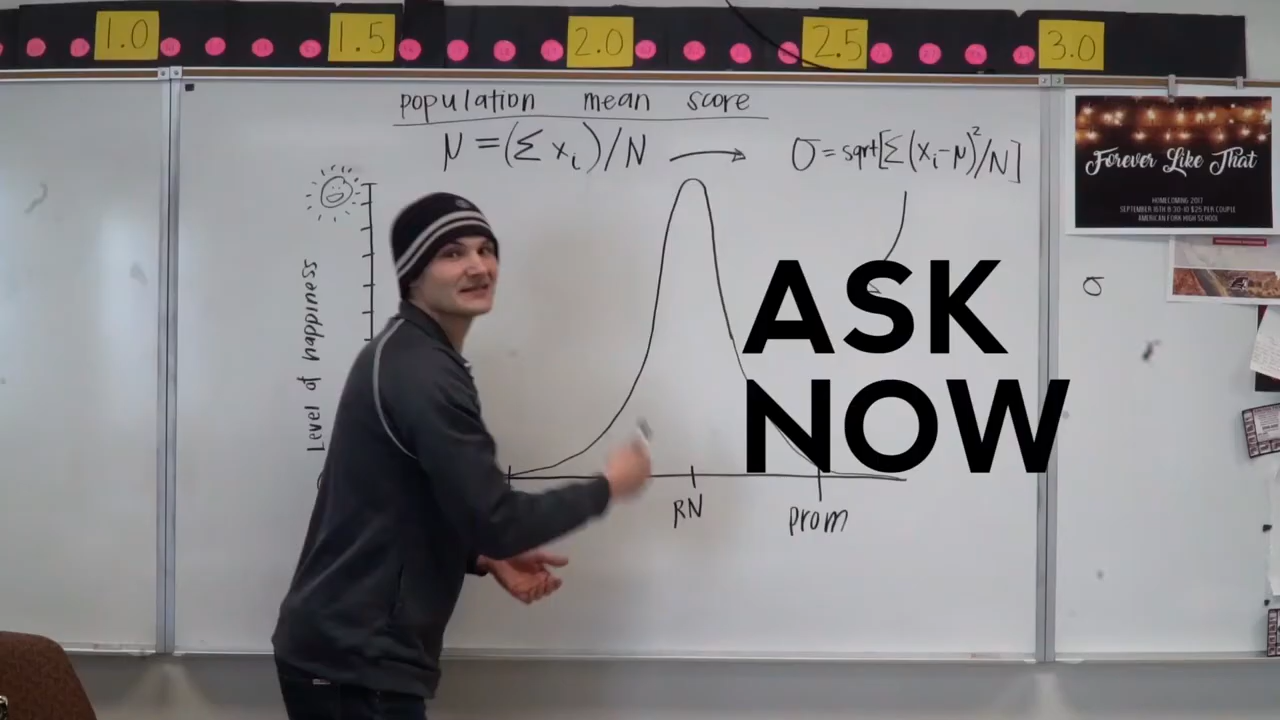 1.0 1.5 2.0 2.5 3.0
population mean score
μ=(Σ xᵢ)/N
σ=sqrt[Σ(xᵢ-μ)²/N]
Level of happiness
RN
prom
ASK
NOW
Forever Like That
HOMECOMING 2017
SEPTEMBER 16TH 8:30-10 $25 PER COUPLE
AMERICAN FORK HIGH SCHOOL
σ